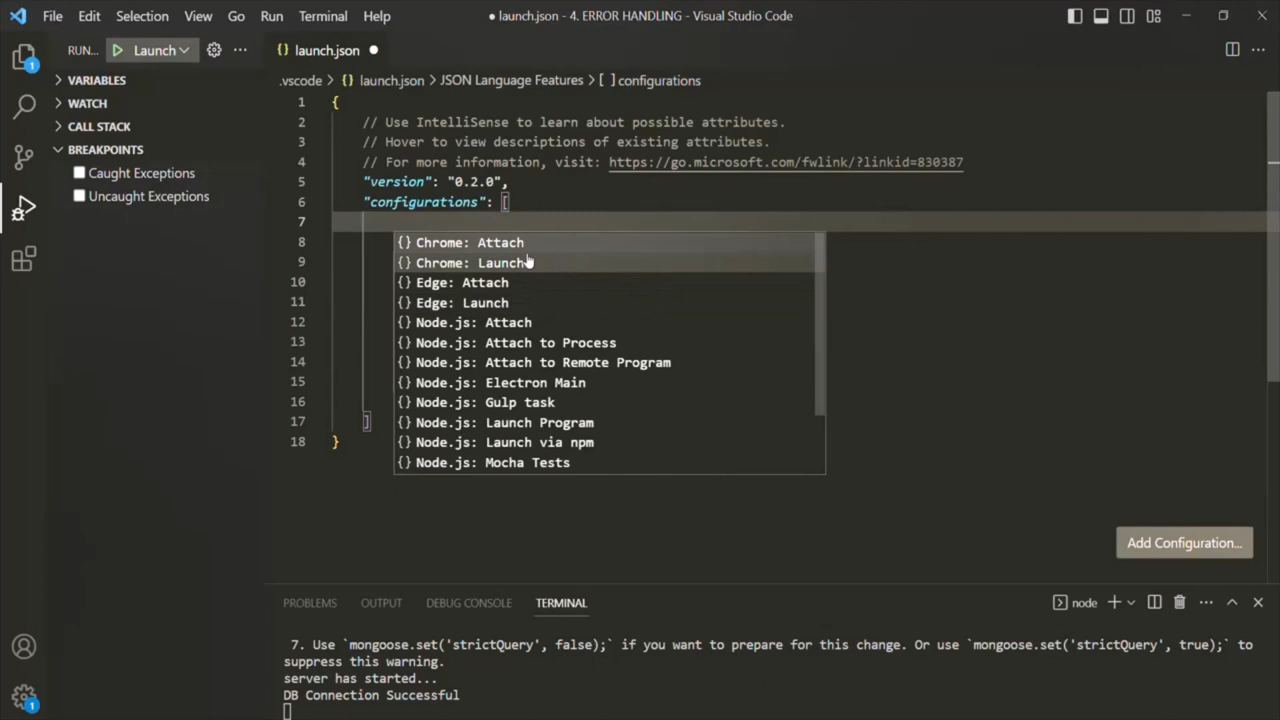 File Edit Selection View Go Run Terminal Help
● launch.json - 4. ERROR HANDLING - Visual Studio Code
RUN... Launch
launch.json ●
VARIABLES
WATCH
CALL STACK
BREAKPOINTS
Caught Exceptions
Uncaught Exceptions
1
1
.vscode > {} launch.json > JSON Language Features > [ ] configurations
1 {
2 // Use IntelliSense to learn about possible attributes.
3 // Hover to view descriptions of existing attributes.
4 // For more information, visit: https://go.microsoft.com/fwlink/?linkid=830387
5 "version": "0.2.0",
6 "configurations": [
7
8 {} Chrome: Attach
9 {} Chrome: Launch
10 {} Edge: Attach
11 {} Edge: Launch
12 {} Node.js: Attach
13 {} Node.js: Attach to Process
14 {} Node.js: Attach to Remote Program
15 {} Node.js: Electron Main
16 {} Node.js: Gulp task
17 ] {} Node.js: Launch Program
18 } {} Node.js: Launch via npm
{} Node.js: Mocha Tests
Add Configuration...
PROBLEMS OUTPUT DEBUG CONSOLE TERMINAL
node
7. Use `mongoose.set('strictQuery', false);` if you want to prepare for this change. Or use `mongoose.set('strictQuery', true);` to
suppress this warning.
server has started...
DB Connection Successful